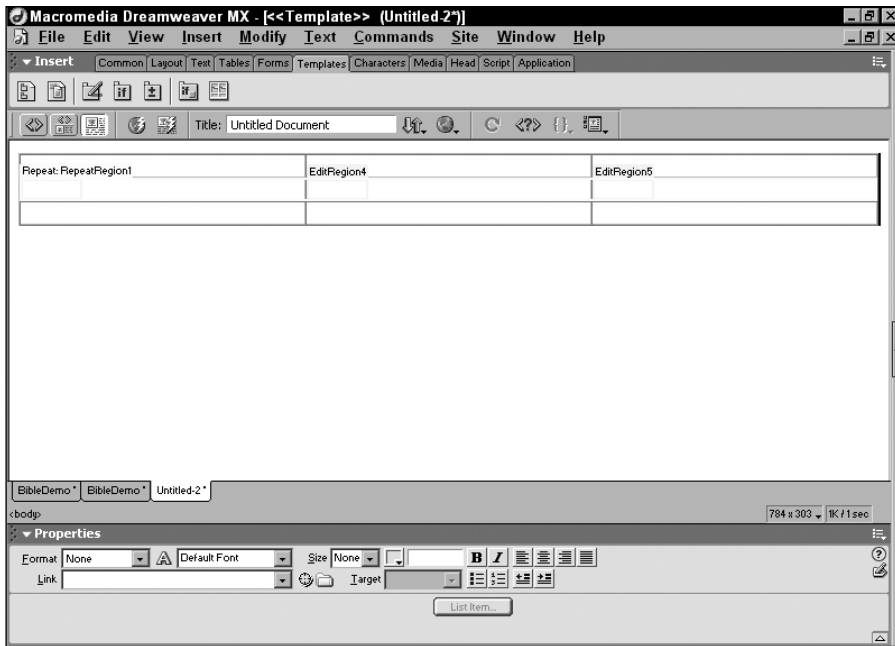 Macromedia Dreamweaver MX - [<<Template>> (Untitled-2*)]
File Edit View Insert Modify Text Commands Site Window Help
Insert Common Layout Text Tables Forms Templates Characters Media Head Script Application
Title: Untitled Document
Repeat: RepeatRegion1 EditRegion4 EditRegion5
BibleDemo* BibleDemo* Untitled-2*
<body> 784 x 303 1K / 1 sec
Properties
Format None Default Font Size None B I
Link Target
List Item...